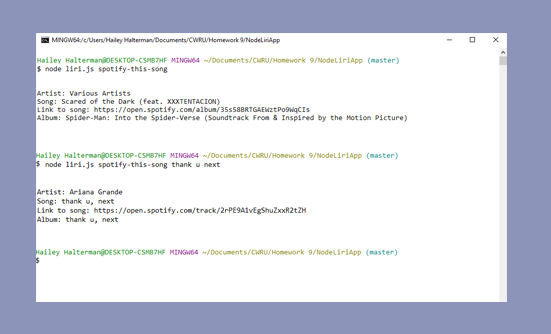 MINGW64:/c/Users/Hailey Halterman/Documents/CWRU/Homework 9/NodeLiriApp
Hailey Halterman@DESKTOP-CSMB7HF MINGW64 ~/Documents/CWRU/Homework 9/NodeLiriApp (master)
$ node liri.js spotify-this-song
Artist: Various Artists
Song: Scared of the Dark (feat. XXXTENTACION)
Link to song: https://open.spotify.com/album/35s58BRTGAEWztPo9WqCIs
Album: Spider-Man: Into the Spider-Verse (Soundtrack From & Inspired by the Motion Picture)
Hailey Halterman@DESKTOP-CSMB7HF MINGW64 ~/Documents/CWRU/Homework 9/NodeLiriApp (master)
$ node liri.js spotify-this-song thank u next
Artist: Ariana Grande
Song: thank u, next
Link to song: https://open.spotify.com/track/2rPE9A1vEgShuZxxR2tZH
Album: thank u, next
Hailey Halterman@DESKTOP-CSMB7HF MINGW64 ~/Documents/CWRU/Homework 9/NodeLiriApp (master)
$